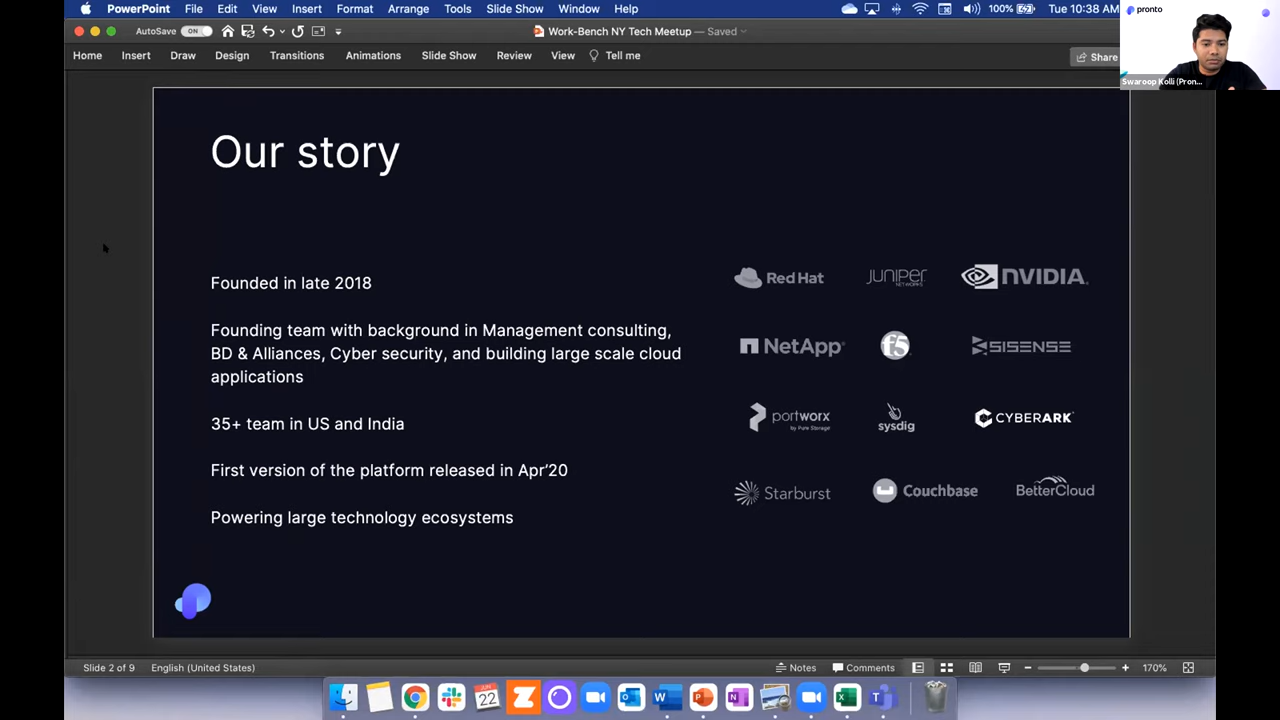 PowerPoint File Edit View Insert Format Arrange Tools Slide Show Window Help 100% Tue 10:38 AM
pronto
AutoSave ON Work-Bench NY Tech Meetup — Saved
Home Insert Draw Design Transitions Animations Slide Show Review View Tell me Share
Swaroop Kolli (Pron...
Our story
Founded in late 2018
Founding team with background in Management consulting,
BD & Alliances, Cyber security, and building large scale cloud
applications
35+ team in US and India
First version of the platform released in Apr'20
Powering large technology ecosystems
Red Hat JUNIPER NETWORKS NVIDIA
NetApp f5 SISENSE
portworx by Pure Storage sysdig CYBERARK
Starburst Couchbase BetterCloud
Slide 2 of 9 English (United States) Notes Comments 170%
JUN 22